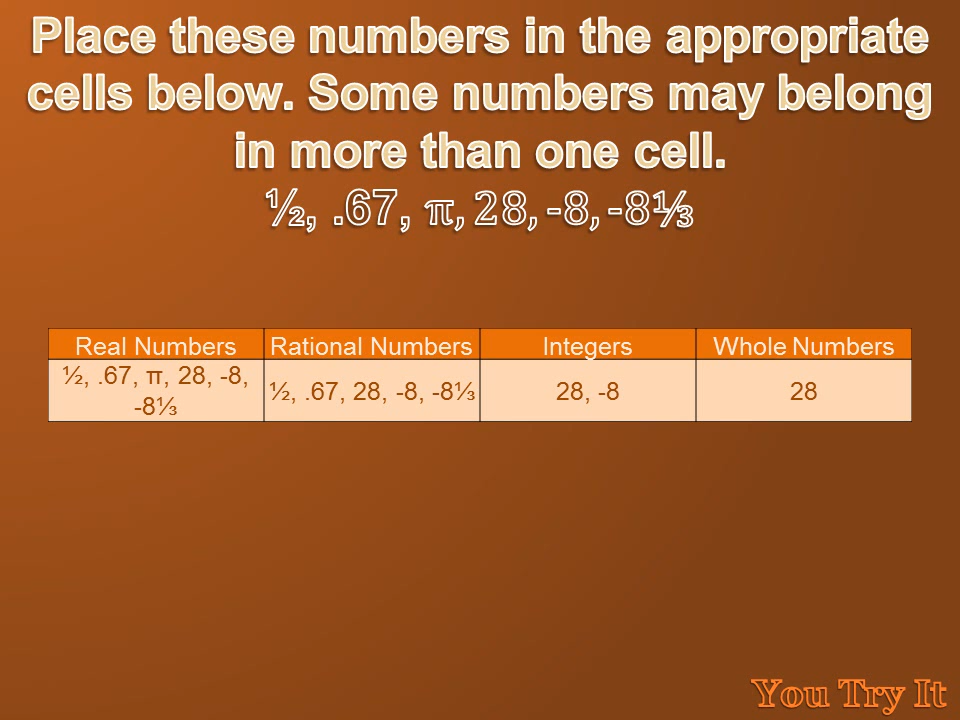 Place these numbers in the appropriate
cells below. Some numbers may belong
in more than one cell.
½, .67, π, 28, -8, -8⅓
Real Numbers Rational Numbers Integers Whole Numbers
½, .67, π, 28, -8,
-8⅓
½, .67, 28, -8, -8⅓
28, -8
28
You Try It